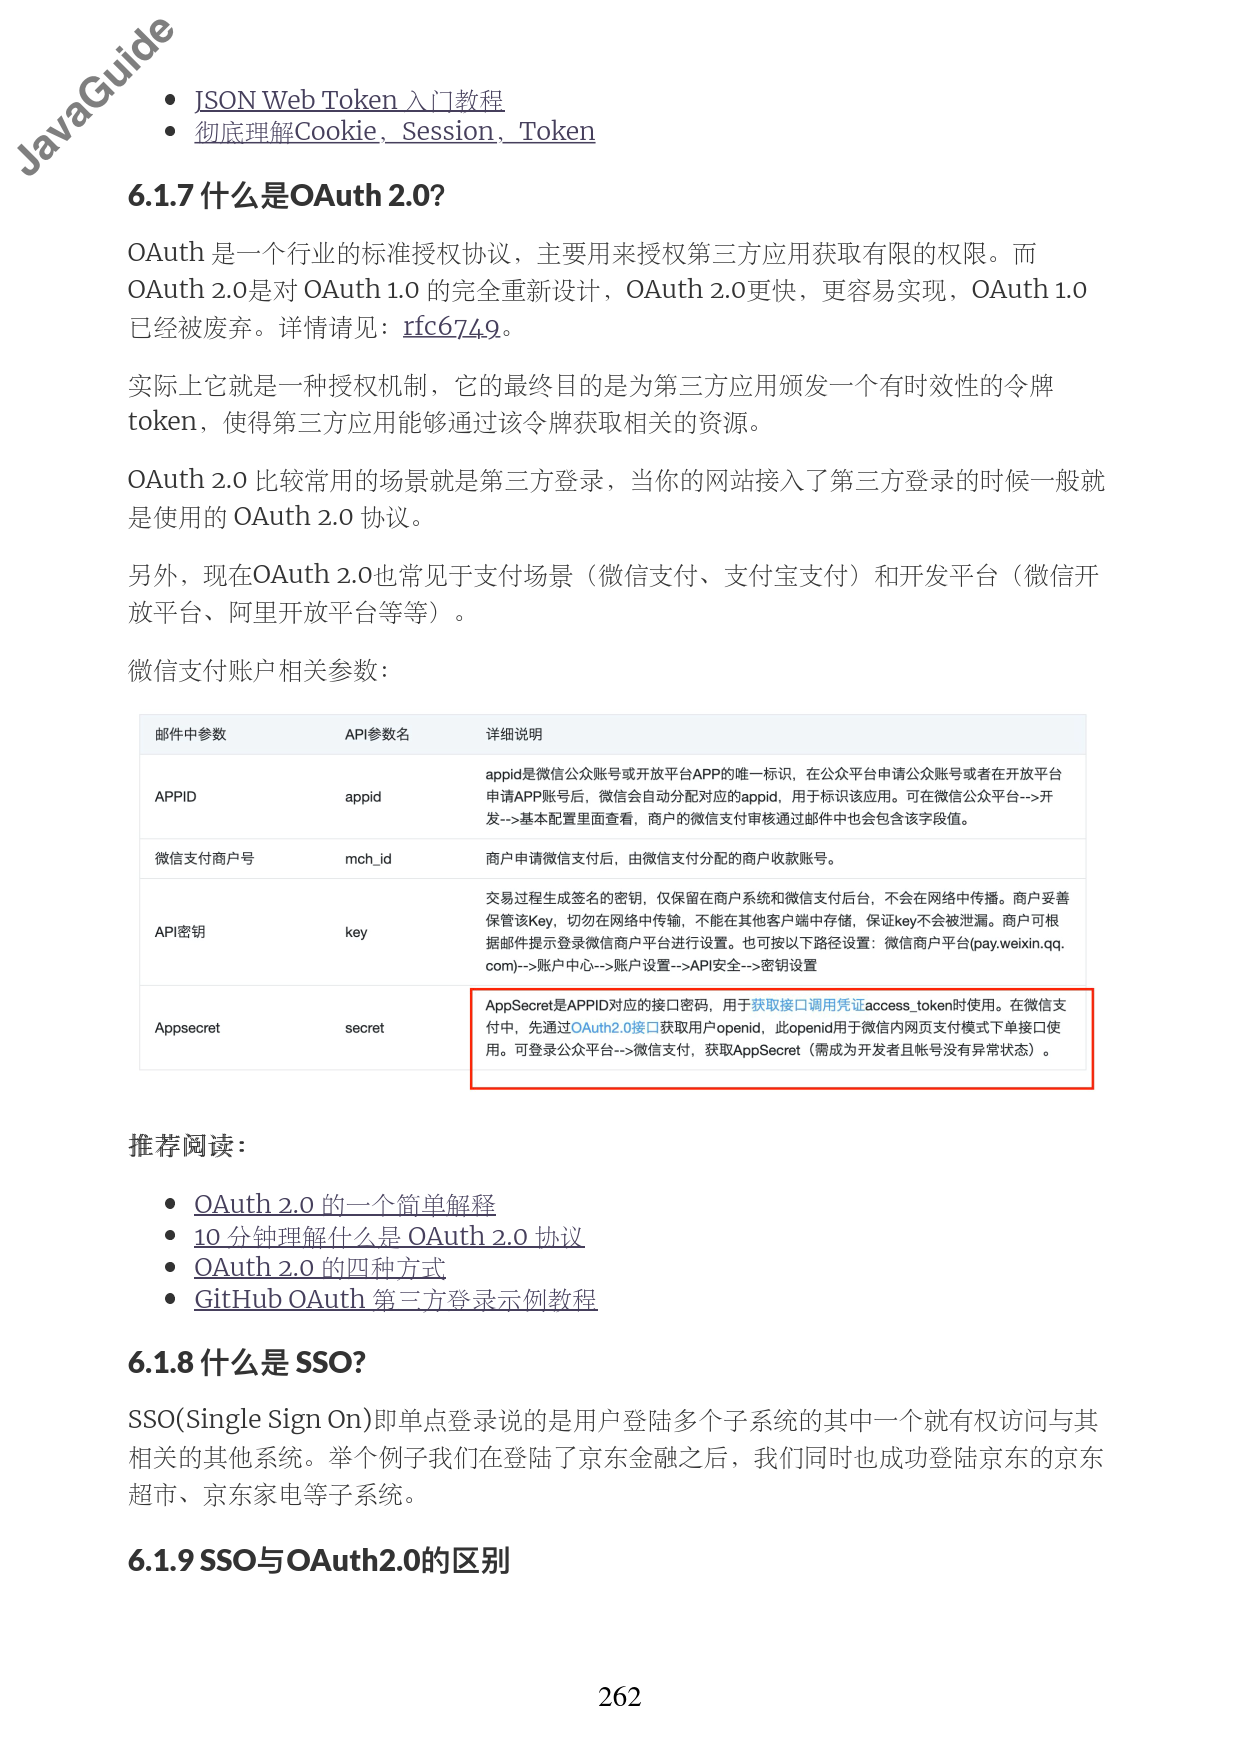 JavaGuide
JSON Web Token 入门教程
彻底理解Cookie，Session，Token
6.1.7 什么是OAuth 2.0?
OAuth 是一个行业的标准授权协议，主要用来授权第三方应用获取有限的权限。而
OAuth 2.0是对 OAuth 1.0 的完全重新设计，OAuth 2.0更快，更容易实现，OAuth 1.0
已经被废弃。详情请见：rfc6749。
实际上它就是一种授权机制，它的最终目的是为第三方应用颁发一个有时效性的令牌
token，使得第三方应用能够通过该令牌获取相关的资源。
OAuth 2.0 比较常用的场景就是第三方登录，当你的网站接入了第三方登录的时候一般就
是使用的 OAuth 2.0 协议。
另外，现在OAuth 2.0也常见于支付场景（微信支付、支付宝支付）和开发平台（微信开
放平台、阿里开放平台等等）。
微信支付账户相关参数：
邮件中参数 API参数名 详细说明
appid是微信公众账号或开放平台APP的唯一标识，在公众平台申请公众账号或者在开放平台
APPID appid 申请APP账号后，微信会自动分配对应的appid，用于标识该应用。可在微信公众平台-->开
发-->基本配置里面查看，商户的微信支付审核通过邮件中也会包含该字段值。
微信支付商户号 mch_id 商户申请微信支付后，由微信支付分配的商户收款账号。
交易过程生成签名的密钥，仅保留在商户系统和微信支付后台，不会在网络中传播。商户妥善
API密钥 key 保管该Key，切勿在网络中传输，不能在其他客户端中存储，保证key不会被泄漏。商户可根
据邮件提示登录微信商户平台进行设置。也可按以下路径设置：微信商户平台(pay.weixin.qq.
com)-->账户中心-->账户设置-->API安全-->密钥设置
AppSecret是APPID对应的接口密码，用于获取接口调用凭证access_token时使用。在微信支
Appsecret secret 付中，先通过OAuth2.0接口获取用户openid，此openid用于微信内网页支付模式下单接口使
用。可登录公众平台-->微信支付，获取AppSecret（需成为开发者且帐号没有异常状态）。
推荐阅读：
OAuth 2.0 的一个简单解释
10 分钟理解什么是 OAuth 2.0 协议
OAuth 2.0 的四种方式
GitHub OAuth 第三方登录示例教程
6.1.8 什么是 SSO?
SSO(Single Sign On)即单点登录说的是用户登陆多个子系统的其中一个就有权访问与其
相关的其他系统。举个例子我们在登陆了京东金融之后，我们同时也成功登陆京东的京东
超市、京东家电等子系统。
6.1.9 SSO与OAuth2.0的区别
262